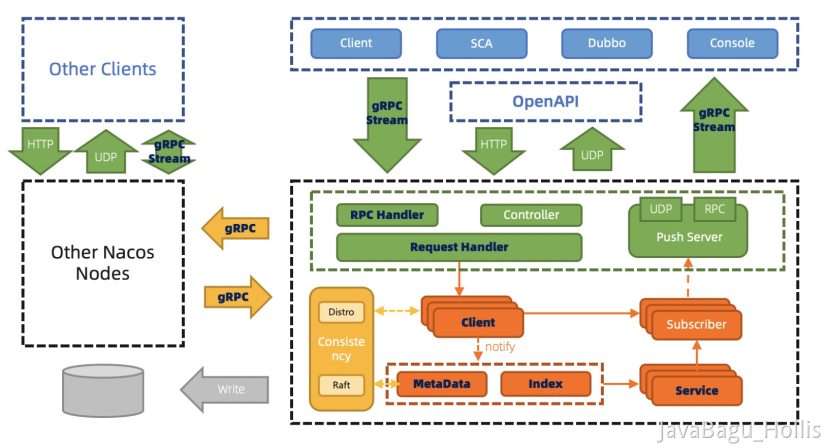 Client
SCA
Dubbo
Console
Other Clients
OpenAPI
HTTP
UDP
gRPC
Stream
gRPC
Stream
HTTP
UDP
gRPC
Stream
Other Nacos
Nodes
gRPC
gRPC
RPC Handler
Controller
Request Handler
UDP
RPC
Push Server
Distro
Consiste
ncy
Raft
Client
notify
Subscriber
MetaData
Index
Service
Write
JavaBagu_Hollis